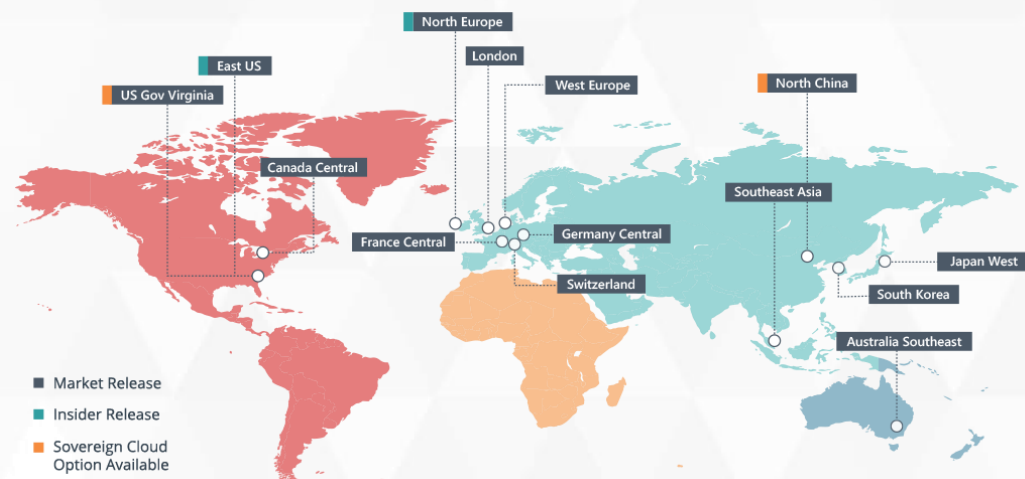 North Europe
London
East US
West Europe
North China
US Gov Virginia
Canada Central
Southeast Asia
France Central
Germany Central
Japan West
Switzerland
South Korea
Australia Southeast
Market Release
Insider Release
Sovereign Cloud
Option Available